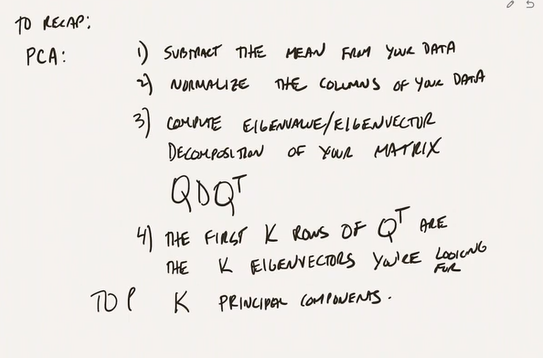 TO RECAP:
PCA: 1) SUBTRACT THE MEAN FROM YOUR DATA
2) NORMALIZE THE COLUMNS OF YOUR DATA
3) COMPUTE EIGENVALUE/EIGENVECTOR
DECOMPOSITION OF YOUR MATRIX
QDQᵀ
4) THE FIRST K ROWS OF Qᵀ ARE
THE K EIGENVECTORS YOU'RE LOOKING
FOR
TOP K PRINCIPAL COMPONENTS.